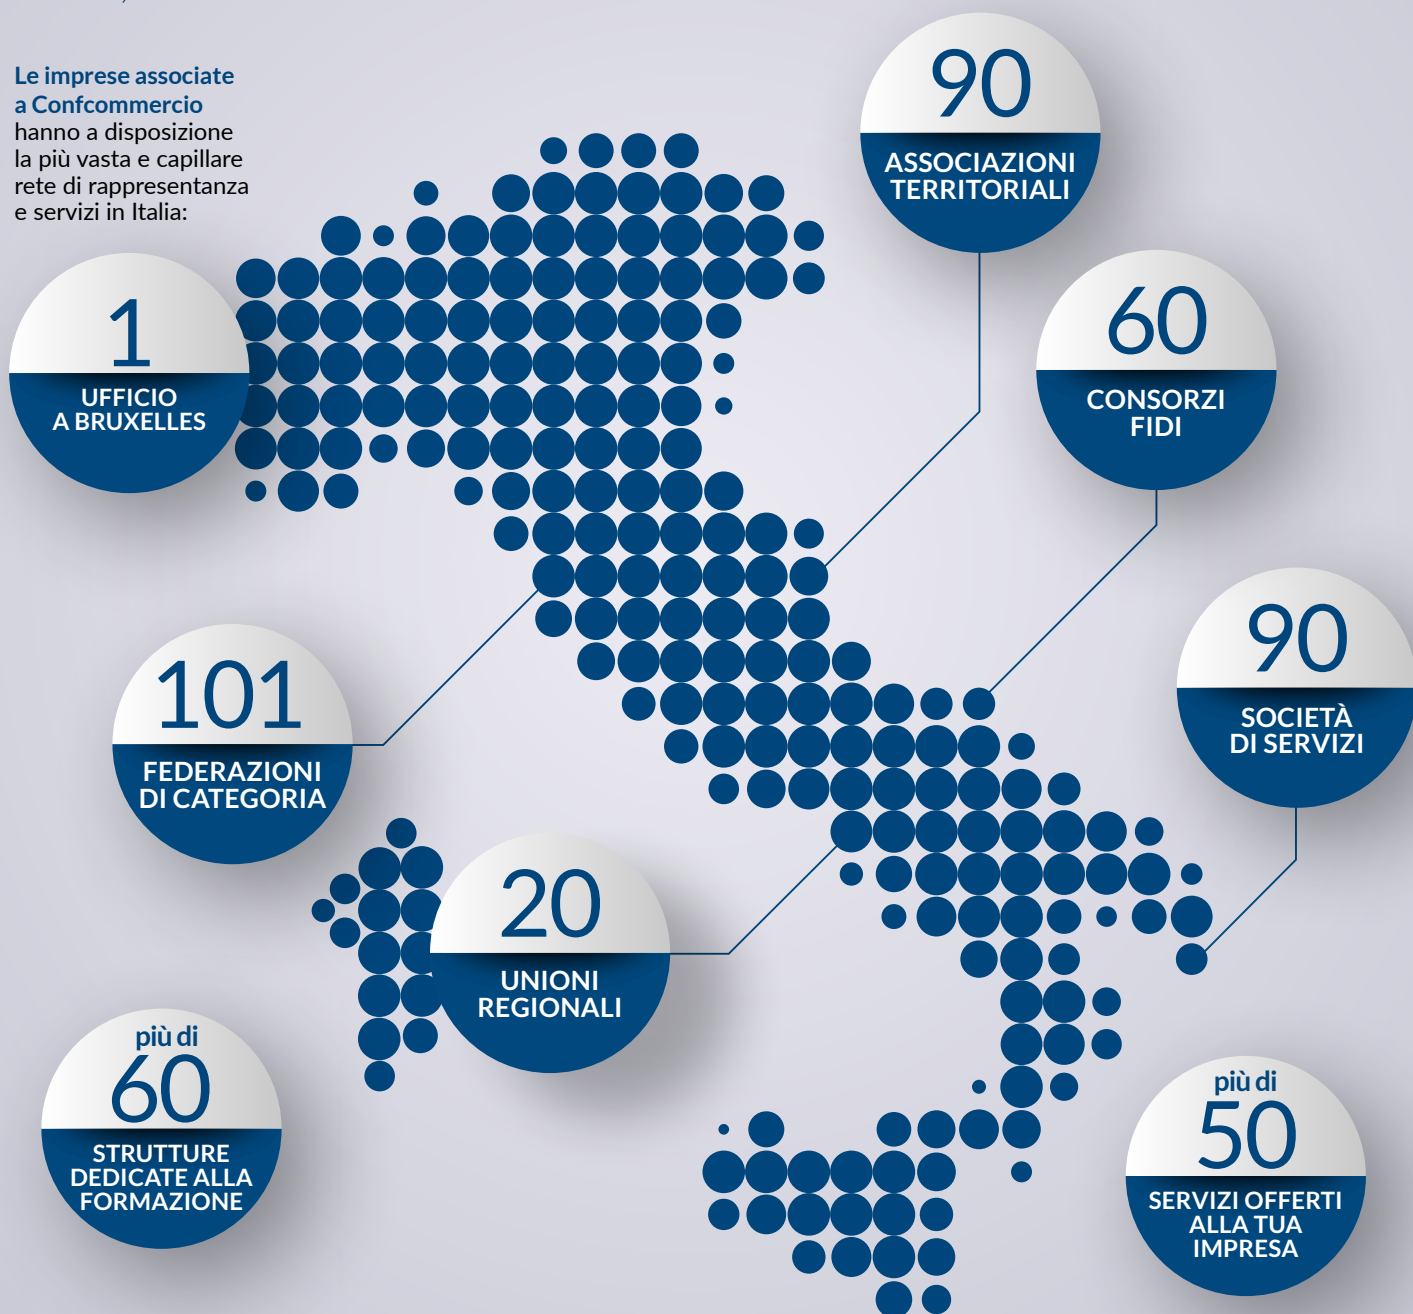 Le imprese associate
a Confcommercio
hanno a disposizione
la più vasta e capillare
rete di rappresentanza
e servizi in Italia:
90
ASSOCIAZIONI
TERRITORIALI
1
UFFICIO
A BRUXELLES
60
CONSORZI
FIDI
90
SOCIETÀ
DI SERVIZI
101
FEDERAZIONI
DI CATEGORIA
20
UNIONI
REGIONALI
più di
60
STRUTTURE
DEDICATE ALLA
FORMAZIONE
più di
50
SERVIZI OFFERTI
ALLA TUA
IMPRESA